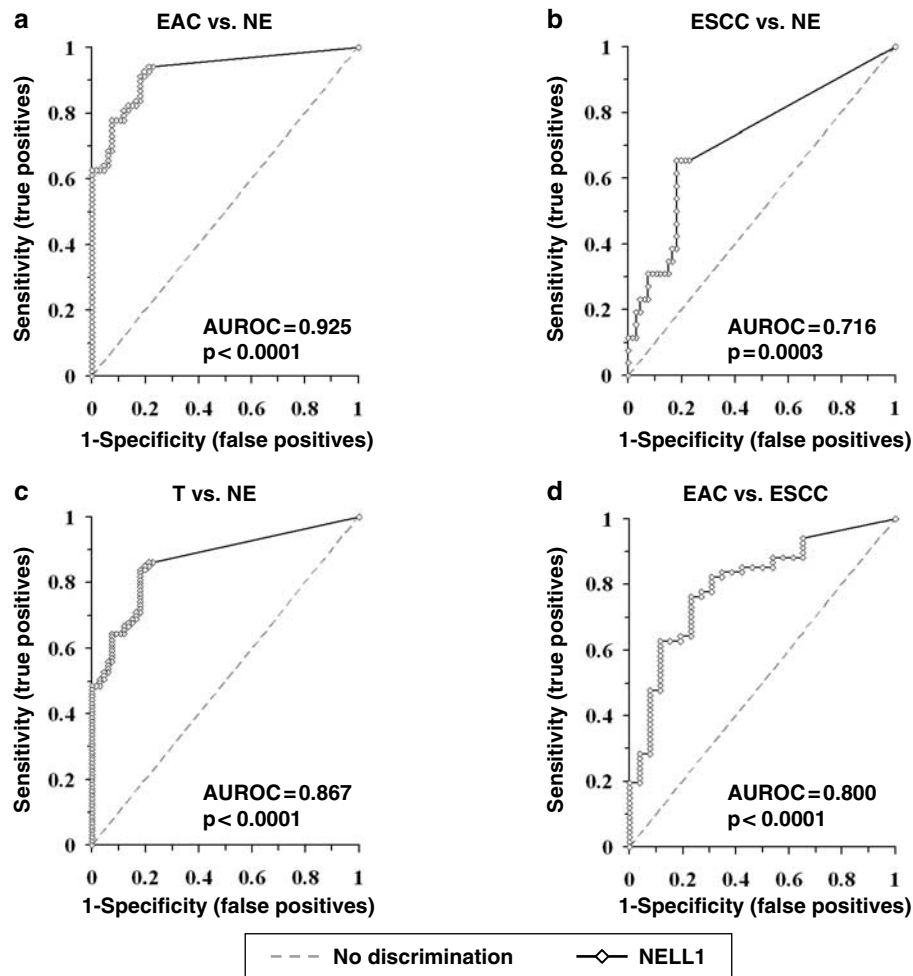 a
EAC vs. NE
1
0.8
0.6
0.4
0.2
0
Sensitivity (true positives)
AUROC=0.925
p<0.0001
0 0.2 0.4 0.6 0.8 1
1-Specificity (false positives)
b
ESCC vs. NE
1
0.8
0.6
0.4
0.2
0
Sensitivity (true positives)
AUROC=0.716
p=0.0003
0 0.2 0.4 0.6 0.8 1
1-Specificity (false positives)
c
T vs. NE
1
0.8
0.6
0.4
0.2
0
Sensitivity (true positives)
AUROC=0.867
p<0.0001
0 0.2 0.4 0.6 0.8 1
1-Specificity (false positives)
d
EAC vs. ESCC
1
0.8
0.6
0.4
0.2
0
Sensitivity (true positives)
AUROC=0.800
p<0.0001
0 0.2 0.4 0.6 0.8 1
1-Specificity (false positives)
No discrimination NELL1